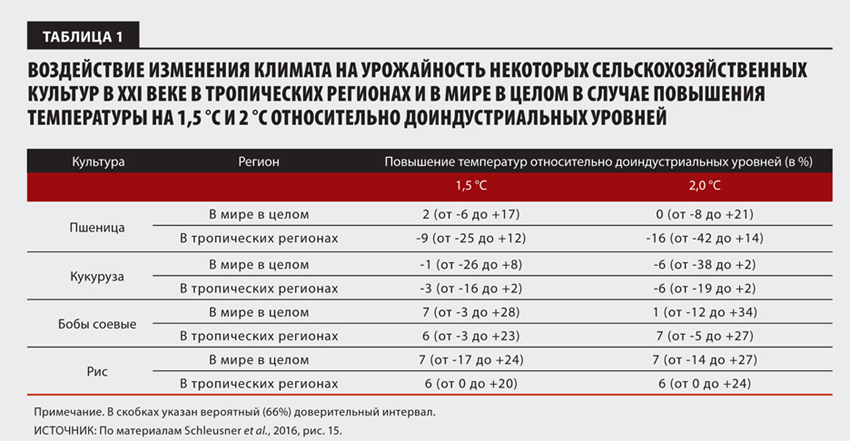 ТАБЛИЦА 1
ВОЗДЕЙСТВИЕ ИЗМЕНЕНИЯ КЛИМАТА НА УРОЖАЙНОСТЬ НЕКОТОРЫХ СЕЛЬСКОХОЗЯЙСТВЕННЫХ
КУЛЬТУР В XXI ВЕКЕ В ТРОПИЧЕСКИХ РЕГИОНАХ И В МИРЕ В ЦЕЛОМ В СЛУЧАЕ ПОВЫШЕНИЯ
ТЕМПЕРАТУРЫ НА 1,5 °C И 2 °C ОТНОСИТЕЛЬНО ДОИНДУСТРИАЛЬНЫХ УРОВНЕЙ
Культура Регион Повышение температур относительно доиндустриальных уровней (в %)
1,5 °C 2,0 °C
Пшеница
В мире в целом 2 (от -6 до +17) 0 (от -8 до +21)
В тропических регионах -9 (от -25 до +12) -16 (от -42 до +14)
Кукуруза
В мире в целом -1 (от -26 до +8) -6 (от -38 до +2)
В тропических регионах -3 (от -16 до +2) -6 (от -19 до +2)
Бобы соевые
В мире в целом 7 (от -3 до +28) 1 (от -12 до +34)
В тропических регионах 6 (от -3 до +23) 7 (от -5 до +27)
Рис
В мире в целом 7 (от -17 до +24) 7 (от -14 до +27)
В тропических регионах 6 (от 0 до +20) 6 (от 0 до +24)
Примечание. В скобках указан вероятный (66%) доверительный интервал.
ИСТОЧНИК: По материалам Schleusner et al., 2016, рис. 15.